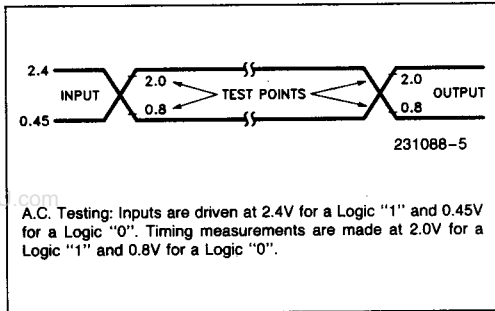 2.4
2.0
2.0
INPUT
TEST POINTS
OUTPUT
0.8
0.8
0.45
231088-5
.com
A.C. Testing: Inputs are driven at 2.4V for a Logic "1" and 0.45V
for a Logic "0". Timing measurements are made at 2.0V for a
Logic "1" and 0.8V for a Logic "0".